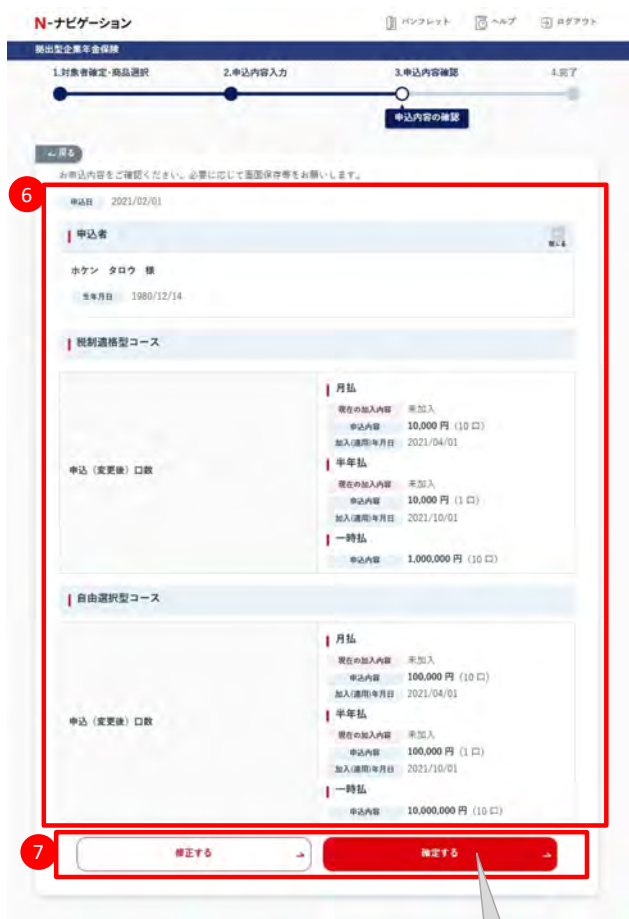 N-ナビゲーション
パンフレット ヘルプ ログアウト
拠出型企業年金保険
1.対象者確定・商品選択 2.申込内容入力 3.申込内容確認 4.完了
申込内容の確認
戻る
お申込内容をご確認ください。必要に応じて画面保存等をお願いします。
6
申込日 2021/02/01
申込者
閉じる
ホケン タロウ 様
生年月日 1980/12/14
税制適格型コース
申込（変更後）口数
月払
現在の加入内容 未加入
申込内容 10,000 円（10 口）
加入(適用)年月日 2021/04/01
半年払
現在の加入内容 未加入
申込内容 10,000 円（1 口）
加入(適用)年月日 2021/10/01
一時払
申込内容 1,000,000 円（10 口）
自由選択型コース
申込（変更後）口数
月払
現在の加入内容 未加入
申込内容 100,000 円（10 口）
加入(適用)年月日 2021/04/01
半年払
現在の加入内容 未加入
申込内容 100,000 円（1 口）
加入(適用)年月日 2021/10/01
一時払
申込内容 10,000,000 円（10 口）
7
修正する 確定する